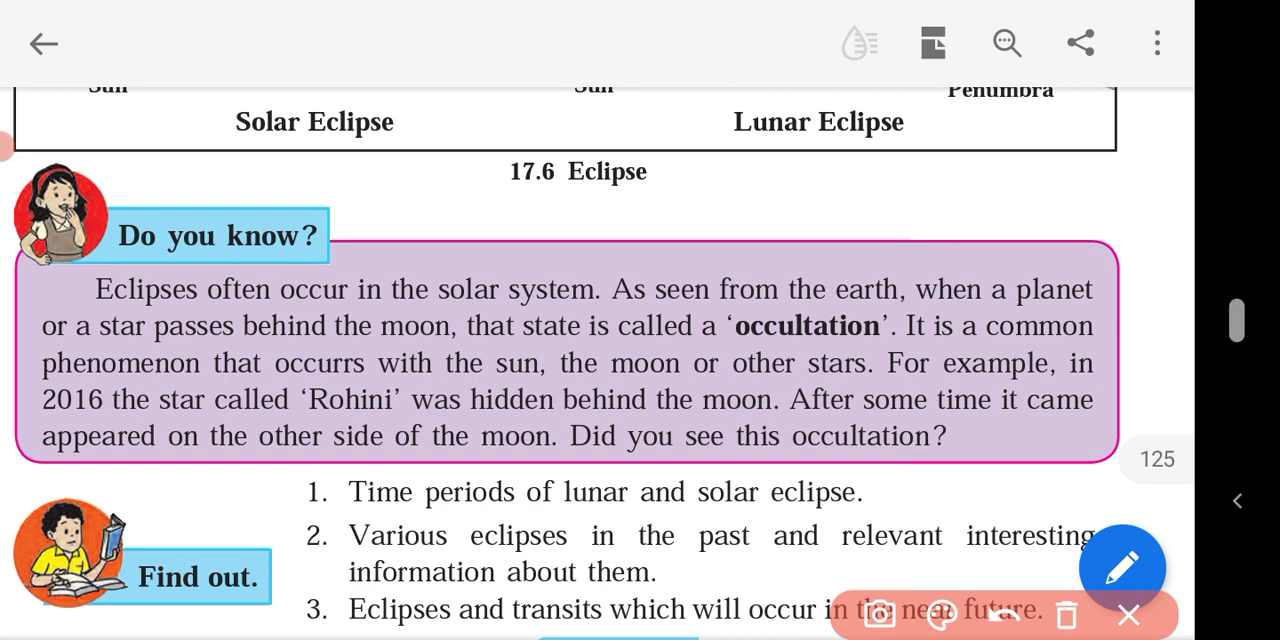 Sun Sun Penumbra
Solar Eclipse Lunar Eclipse
17.6 Eclipse
Do you know?
Eclipses often occur in the solar system. As seen from the earth, when a planet
or a star passes behind the moon, that state is called a ‘occultation’. It is a common
phenomenon that occurrs with the sun, the moon or other stars. For example, in
2016 the star called ‘Rohini’ was hidden behind the moon. After some time it came
appeared on the other side of the moon. Did you see this occultation?
125
1. Time periods of lunar and solar eclipse.
2. Various eclipses in the past and relevant interesting
information about them.
Find out.
3. Eclipses and transits which will occur in the near future.